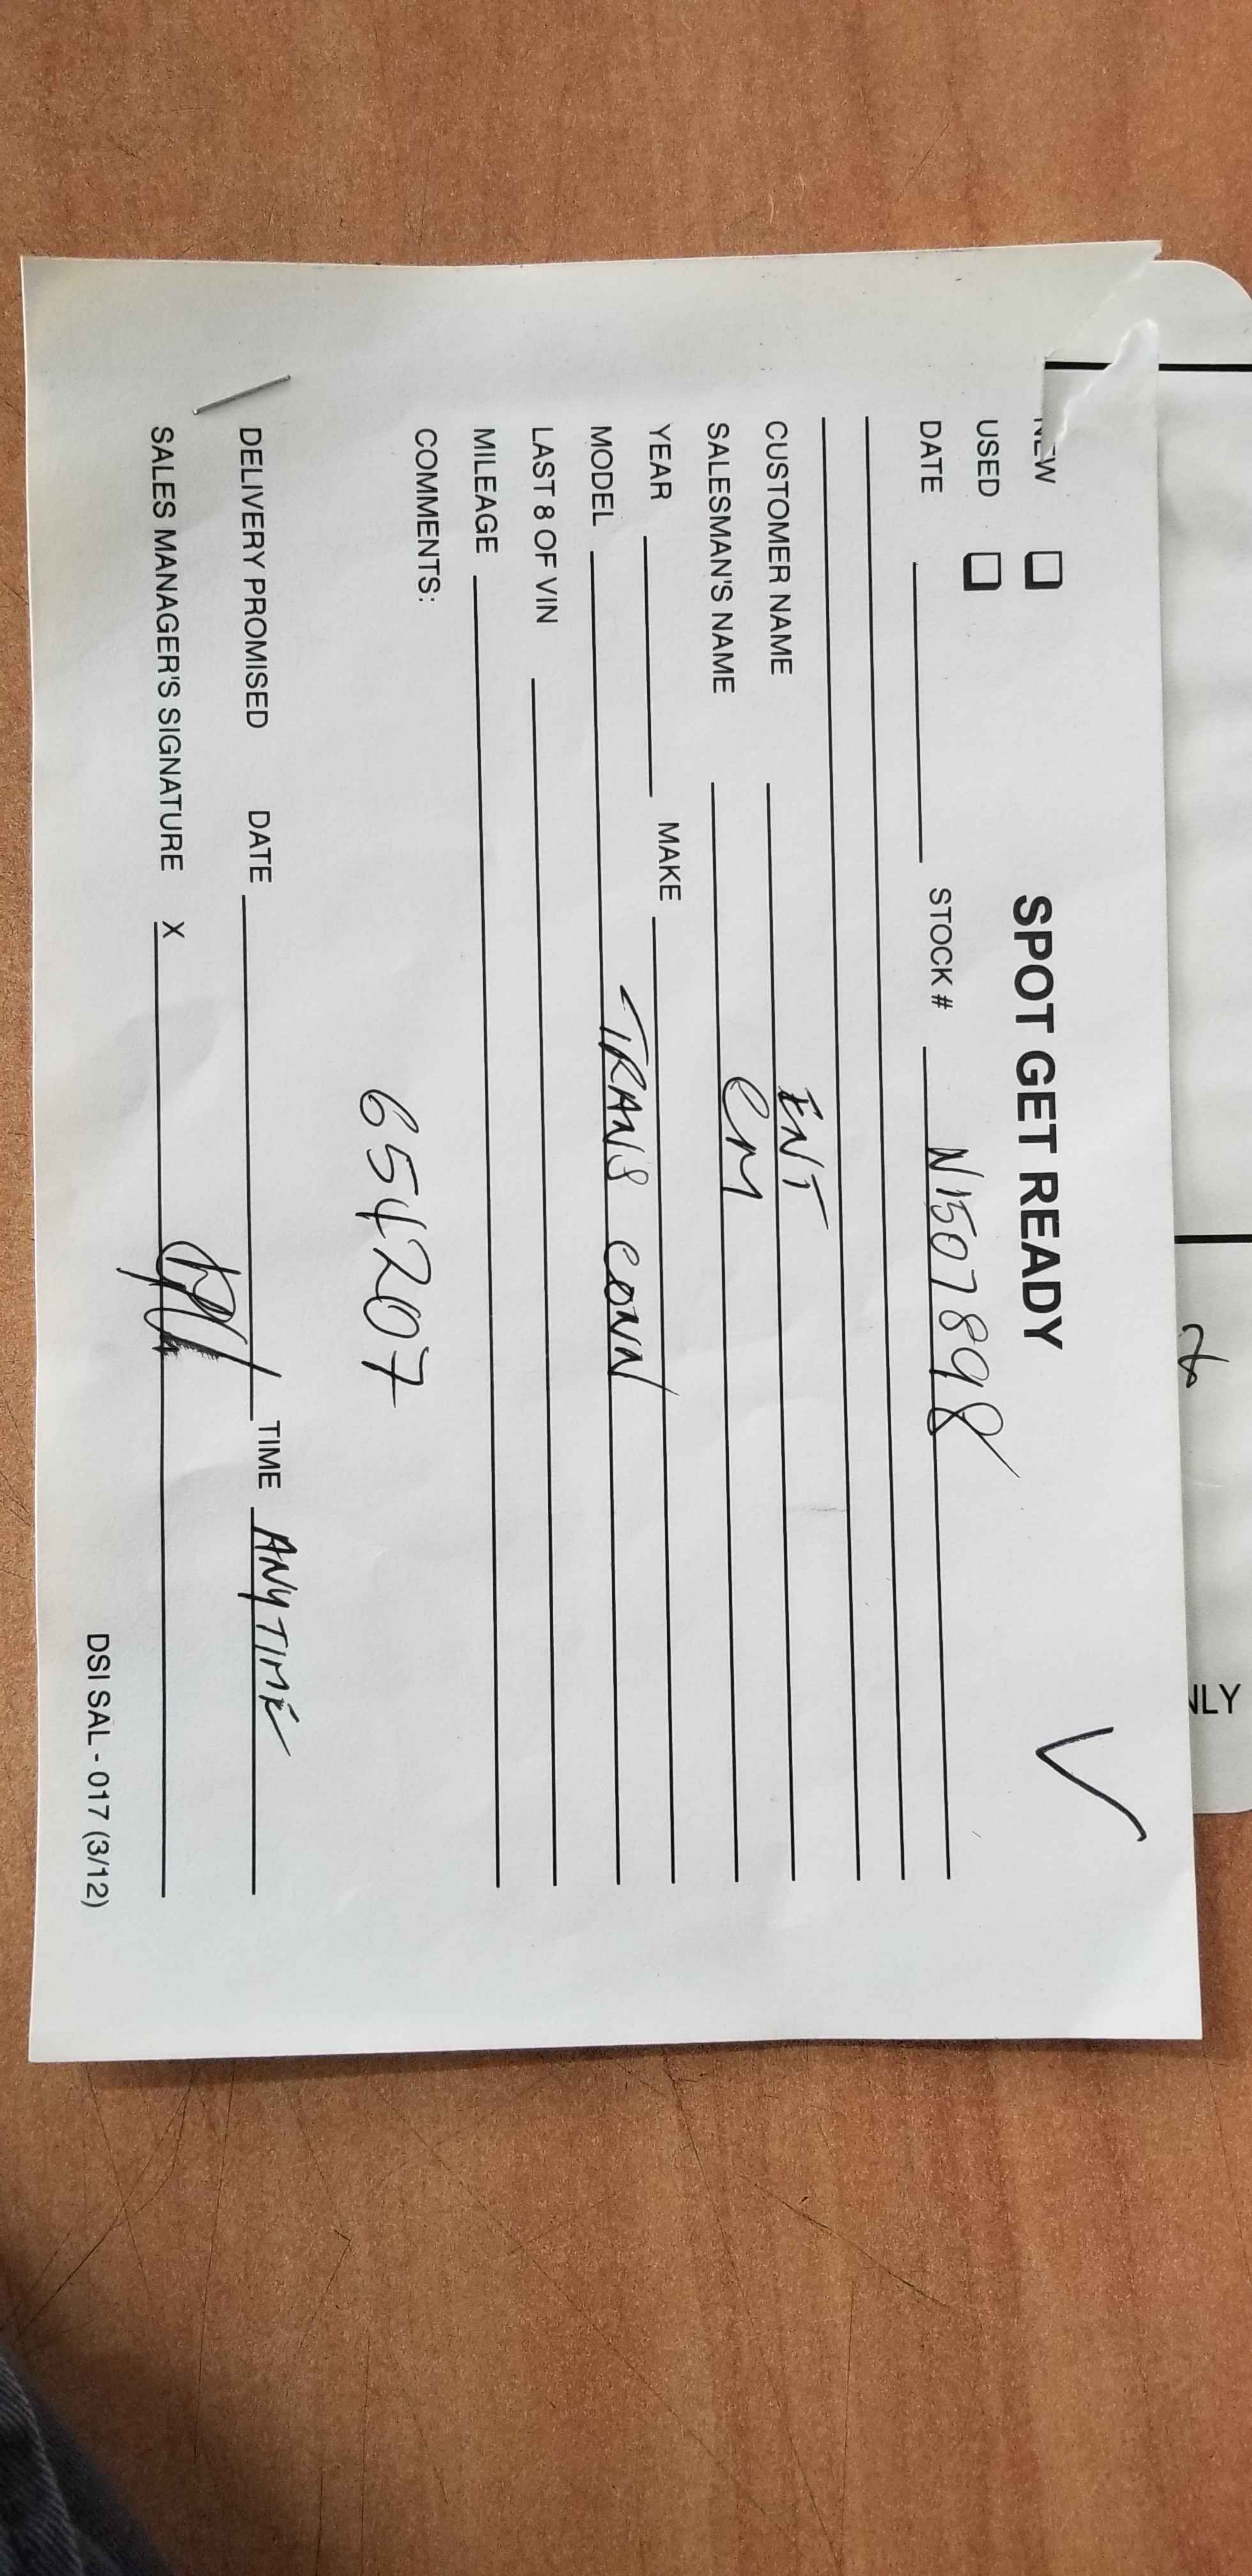 SPOT GET READY
NEW
USED
DATE STOCK # N1507898
CUSTOMER NAME ENT
SALESMAN'S NAME CM
YEAR MAKE
MODEL TRANS CONN
LAST 8 OF VIN
MILEAGE
COMMENTS:
654207
DELIVERY PROMISED DATE TIME ANYTIME
SALES MANAGER'S SIGNATURE X
DSI SAL - 017 (3/12)